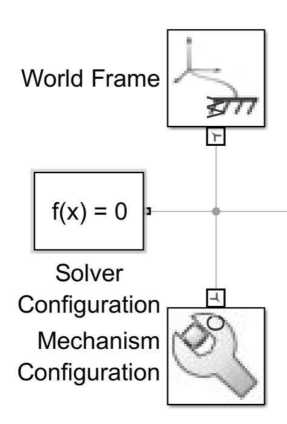 World Frame
f(x) = 0
Solver
Configuration
Mechanism
Configuration